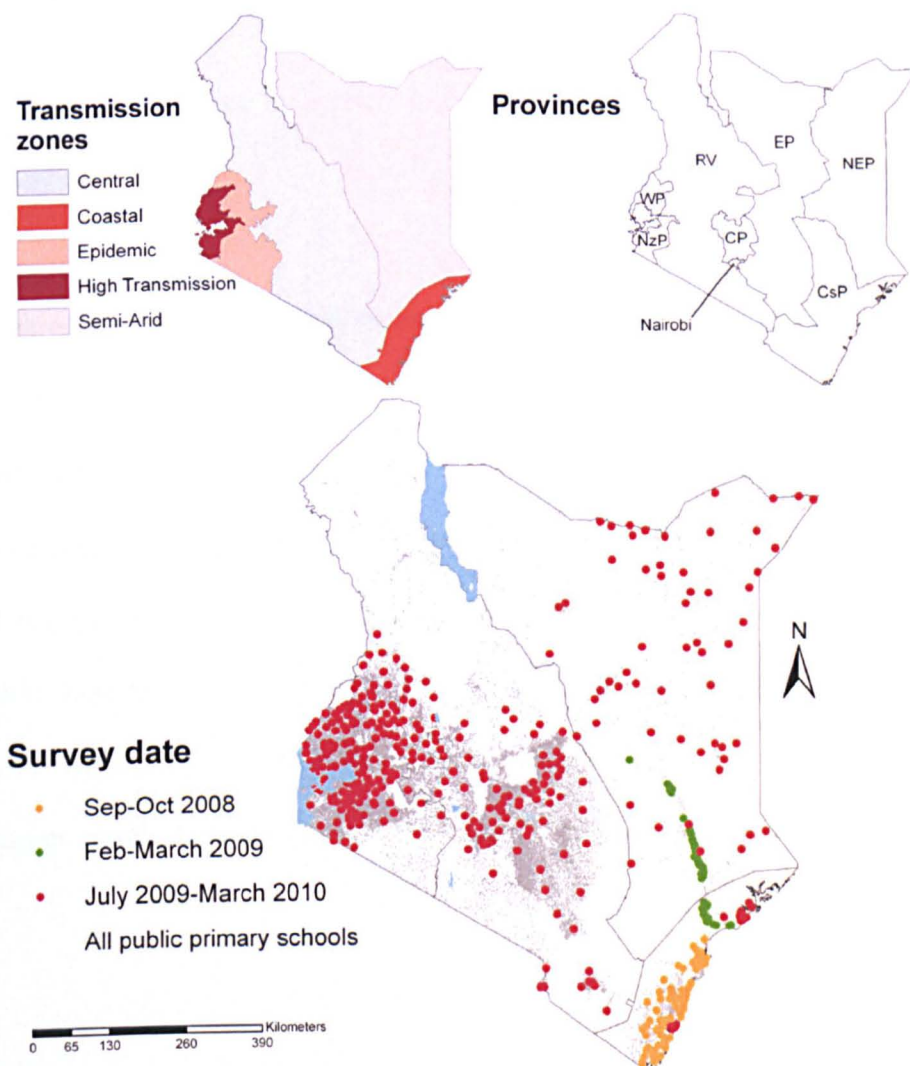 Transmission
zones
Central
Coastal
Epidemic
High Transmission
Semi-Arid
Provinces
EP
RV
NEP
WP
NzP
CP
CsP
Nairobi
N
Survey date
Sep-Oct 2008
Feb-March 2009
July 2009-March 2010
All public primary schools
Kilometers
0 65 130 260 390